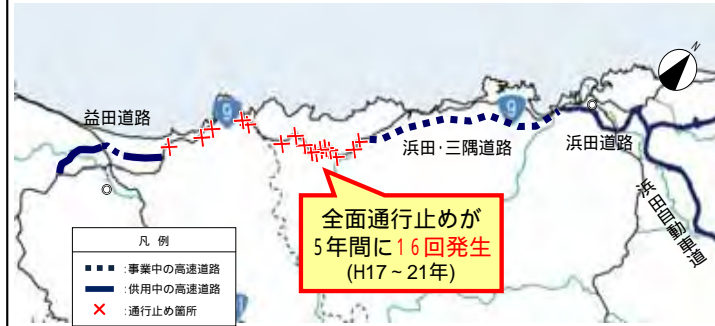 N
9
9
益田道路
浜田・三隅道路
浜田道路
浜田自動車道
全面通行止めが
5年間に16回発生
(H17～21年)
凡 例
:事業中の高速道路
:供用中の高速道路
:通行止め箇所